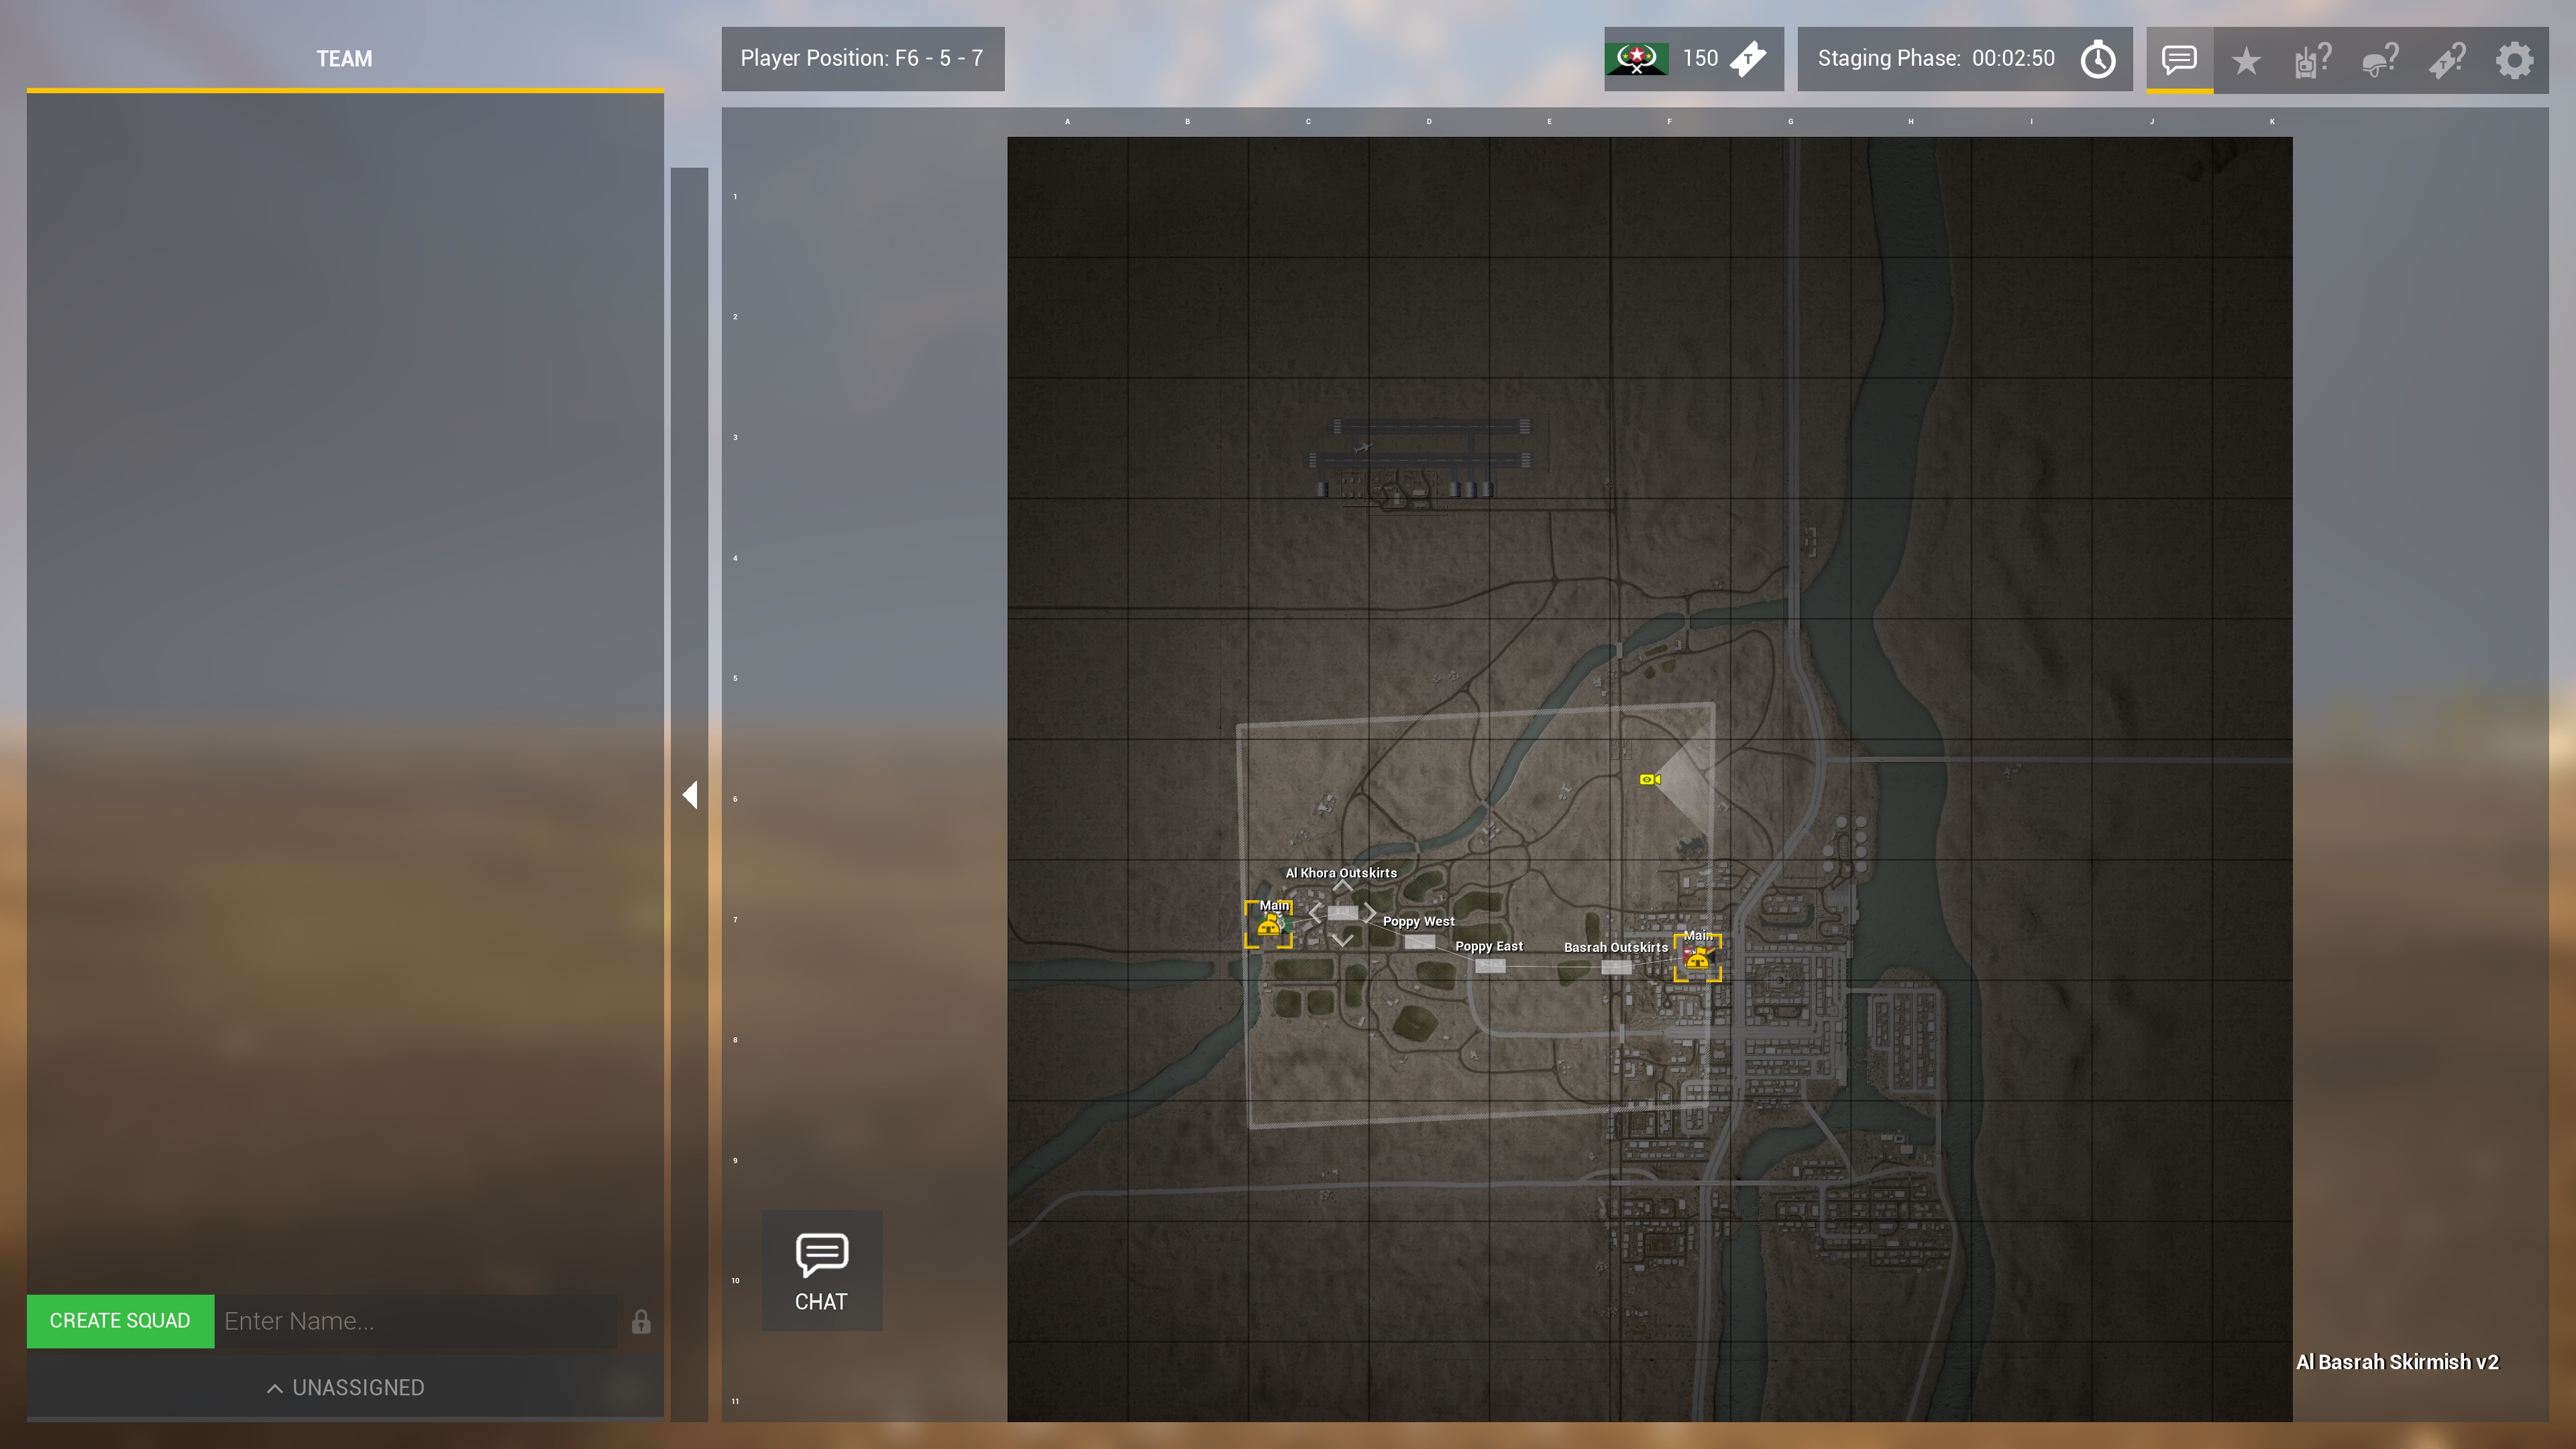 TEAM
Player Position: F6 - 5 - 7
150
T
Staging Phase: 00:02:50
?
?
T?
A B C D E F G H I J K
1
2
3
4
5
6
7
8
9
10
11
Al Khora Outskirts
Main
Poppy West
Main
Poppy East
Basrah Outskirts
CHAT
CREATE SQUAD
Enter Name...
UNASSIGNED
Al Basrah Skirmish v2